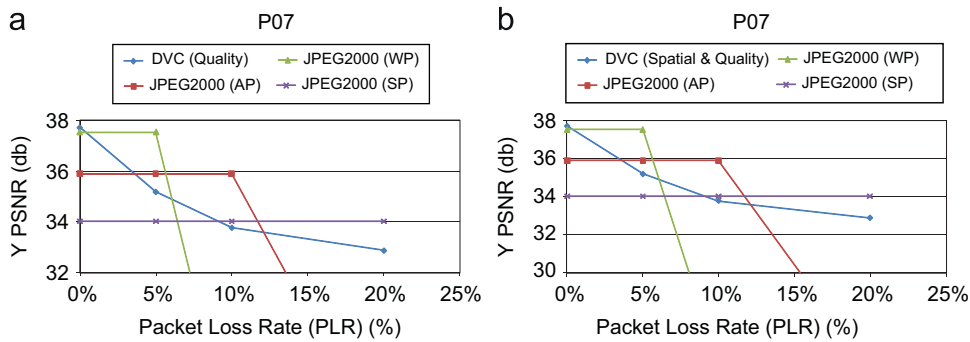 a
P07
DVC (Quality)
JPEG2000 (WP)
JPEG2000 (AP)
JPEG2000 (SP)
Y PSNR (db)
38
36
34
32
0%
5%
10%
15%
20%
25%
Packet Loss Rate (PLR) (%)
b
P07
DVC (Spatial & Quality)
JPEG2000 (WP)
JPEG2000 (AP)
JPEG2000 (SP)
Y PSNR (db)
38
36
34
32
30
0%
5%
10%
15%
20%
25%
Packet Loss Rate (PLR) (%)